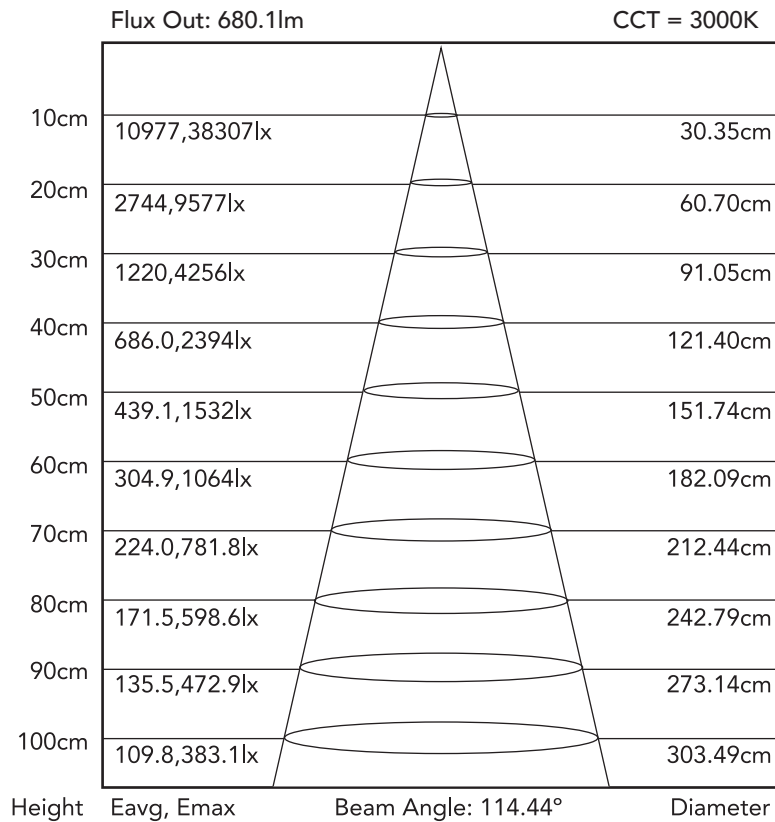 Flux Out: 680.1lm CCT = 3000K
10cm 10977,38307lx 30.35cm
20cm 2744,9577lx 60.70cm
30cm 1220,4256lx 91.05cm
40cm 686.0,2394lx 121.40cm
50cm 439.1,1532lx 151.74cm
60cm 304.9,1064lx 182.09cm
70cm 224.0,781.8lx 212.44cm
80cm 171.5,598.6lx 242.79cm
90cm 135.5,472.9lx 273.14cm
100cm 109.8,383.1lx 303.49cm
Height Eavg, Emax Beam Angle: 114.44° Diameter